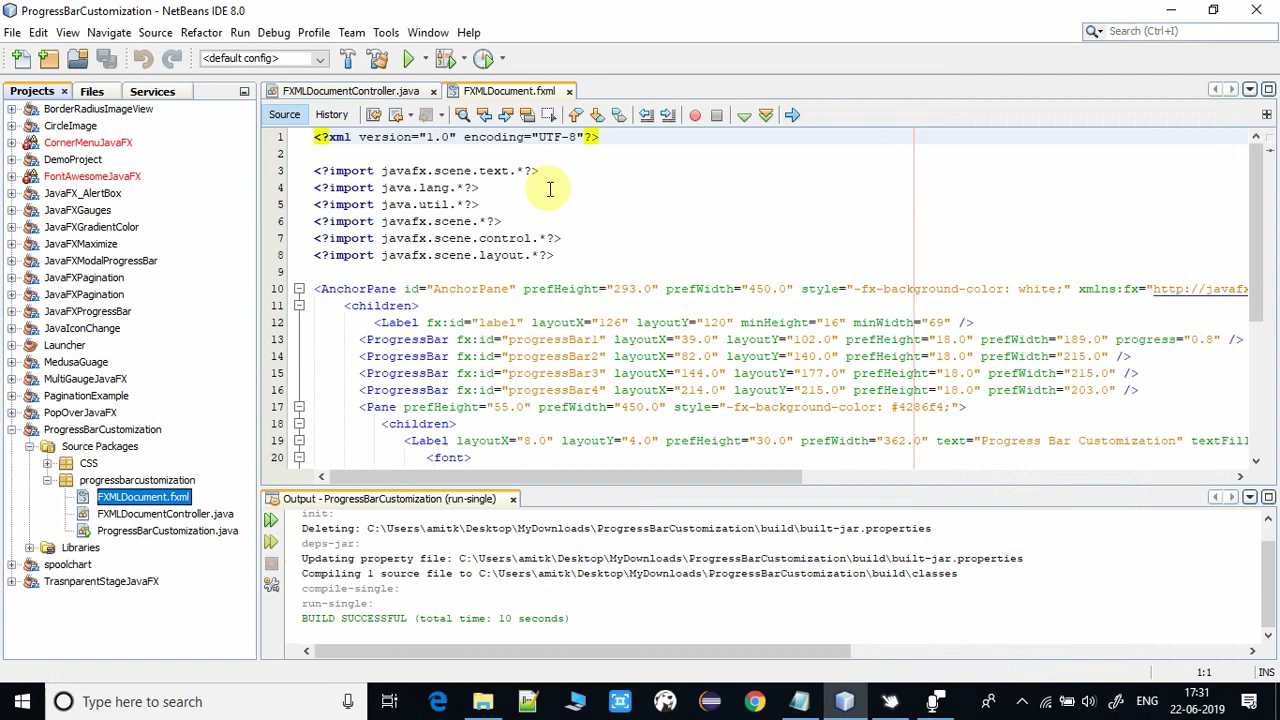 ProgressBarCustomization - NetBeans IDE 8.0
File Edit View Navigate Source Refactor Run Debug Profile Team Tools Window Help
Search (Ctrl+I)
<default config>
Projects Files Services
BorderRadiusImageView
CircleImage
CornerMenuJavaFX
DemoProject
FontAwesomeJavaFX
JavaFX_AlertBox
JavaFXGauges
JavaFXGradientColor
JavaFXMaximize
JavaFXModalProgressBar
JavaFXPagination
JavaFXPagination
JavaFXProgressBar
JavaIconChange
Launcher
MedusaGuage
MultiGaugeJavaFX
PaginationExample
PopOverJavaFX
ProgressBarCustomization
Source Packages
CSS
progressbarcustomization
FXMLDocument.fxml
FXMLDocumentController.java
ProgressBarCustomization.java
Libraries
spoolchart
TrasnparentStageJavaFX
FXMLDocumentController.java FXMLDocument.fxml
Source History
1 <?xml version="1.0" encoding="UTF-8"?>
2
3 <?import javafx.scene.text.*?>
4 <?import java.lang.*?>
5 <?import java.util.*?>
6 <?import javafx.scene.*?>
7 <?import javafx.scene.control.*?>
8 <?import javafx.scene.layout.*?>
9
10 <AnchorPane id="AnchorPane" prefHeight="293.0" prefWidth="450.0" style="-fx-background-color: white;" xmlns:fx="http://javafx
11 <children>
12 <Label fx:id="label" layoutX="126" layoutY="120" minHeight="16" minWidth="69" />
13 <ProgressBar fx:id="progressBar1" layoutX="39.0" layoutY="102.0" prefHeight="18.0" prefWidth="189.0" progress="0.8" />
14 <ProgressBar fx:id="progressBar2" layoutX="82.0" layoutY="140.0" prefHeight="18.0" prefWidth="215.0" />
15 <ProgressBar fx:id="progressBar3" layoutX="144.0" layoutY="177.0" prefHeight="18.0" prefWidth="215.0" />
16 <ProgressBar fx:id="progressBar4" layoutX="214.0" layoutY="215.0" prefHeight="18.0" prefWidth="203.0" />
17 <Pane prefHeight="55.0" prefWidth="450.0" style="-fx-background-color: #4286f4;">
18 <children>
19 <Label layoutX="8.0" layoutY="4.0" prefHeight="30.0" prefWidth="362.0" text="Progress Bar Customization" textFill
20 <font>
Output - ProgressBarCustomization (run-single)
init:
Deleting: C:\Users\amitk\Desktop\MyDownloads\ProgressBarCustomization\build\built-jar.properties
deps-jar:
Updating property file: C:\Users\amitk\Desktop\MyDownloads\ProgressBarCustomization\build\built-jar.properties
Compiling 1 source file to C:\Users\amitk\Desktop\MyDownloads\ProgressBarCustomization\build\classes
compile-single:
run-single:
BUILD SUCCESSFUL (total time: 10 seconds)
1:1 INS
Type here to search
ENG
17:31
22-06-2019